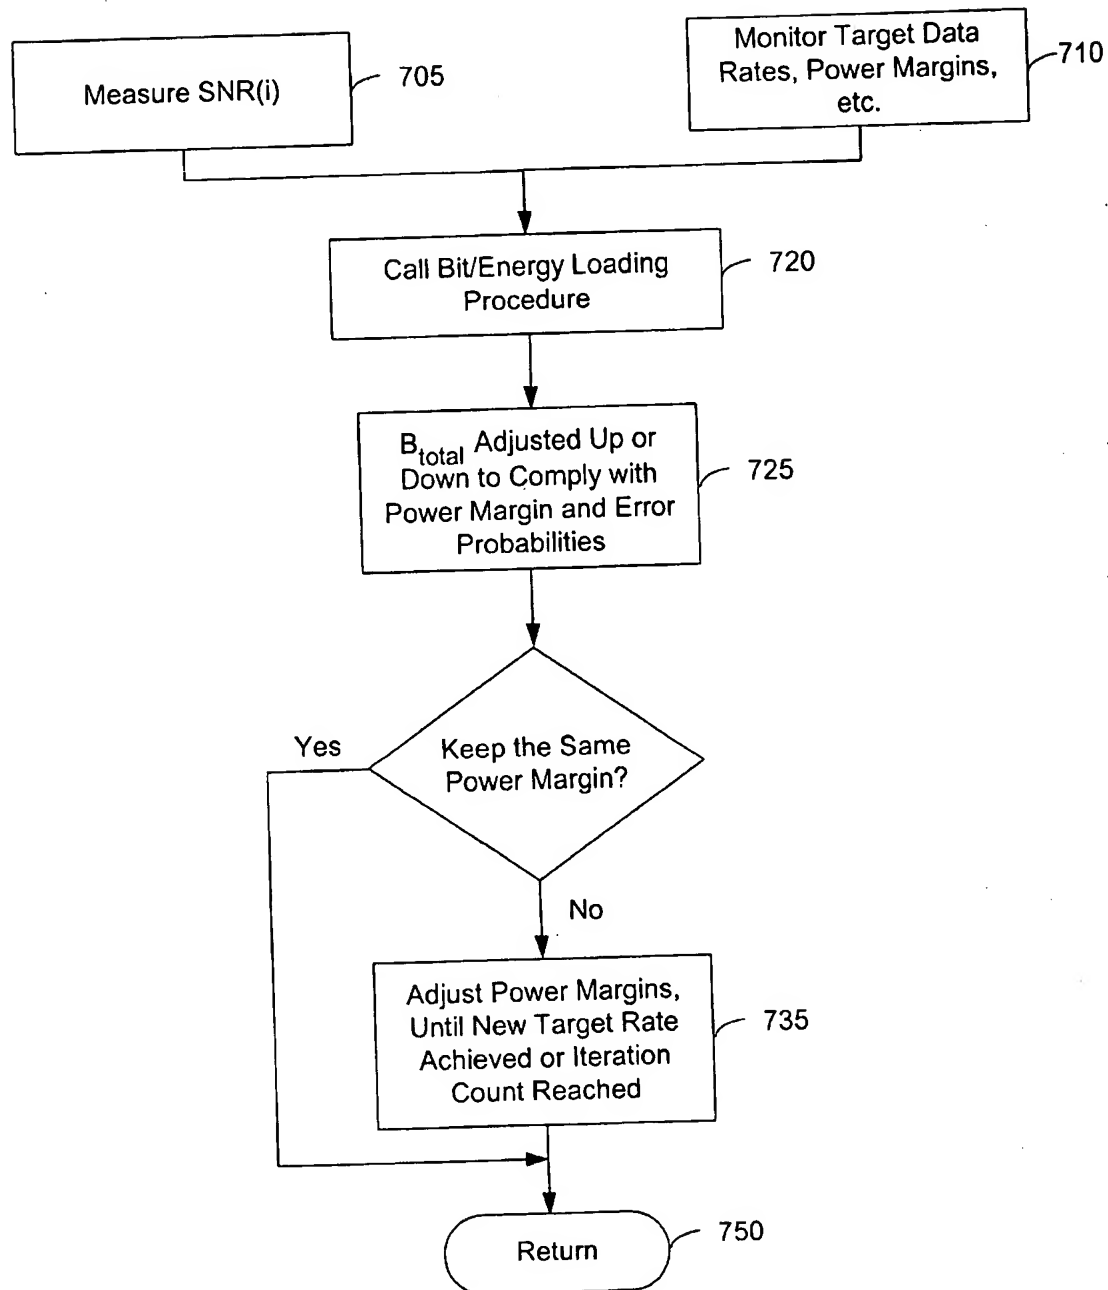 Measure SNR(i)
705
Monitor Target Data
Rates, Power Margins,
etc.
710
Call Bit/Energy Loading
Procedure
720
B_total Adjusted Up or
Down to Comply with
Power Margin and Error
Probabilities
725
Keep the Same
Power Margin?
Yes
No
Adjust Power Margins,
Until New Target Rate
Achieved or Iteration
Count Reached
735
Return
750